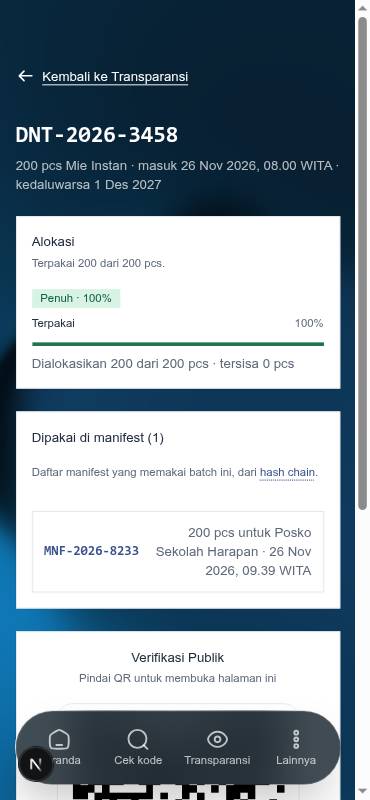 Kembali ke Transparansi
DNT-2026-3458
200 pcs Mie Instan · masuk 26 Nov 2026, 08.00 WITA ·
kedaluwarsa 1 Des 2027
Alokasi
Terpakai 200 dari 200 pcs.
Penuh · 100%
Terpakai 100%
Dialokasikan 200 dari 200 pcs · tersisa 0 pcs
Dipakai di manifest (1)
Daftar manifest yang memakai batch ini, dari hash chain.
MNF-2026-8233
200 pcs untuk Posko
Sekolah Harapan · 26 Nov
2026, 09.39 WITA
Verifikasi Publik
Pindai QR untuk membuka halaman ini
randa Cek kode Transparansi Lainnya
N